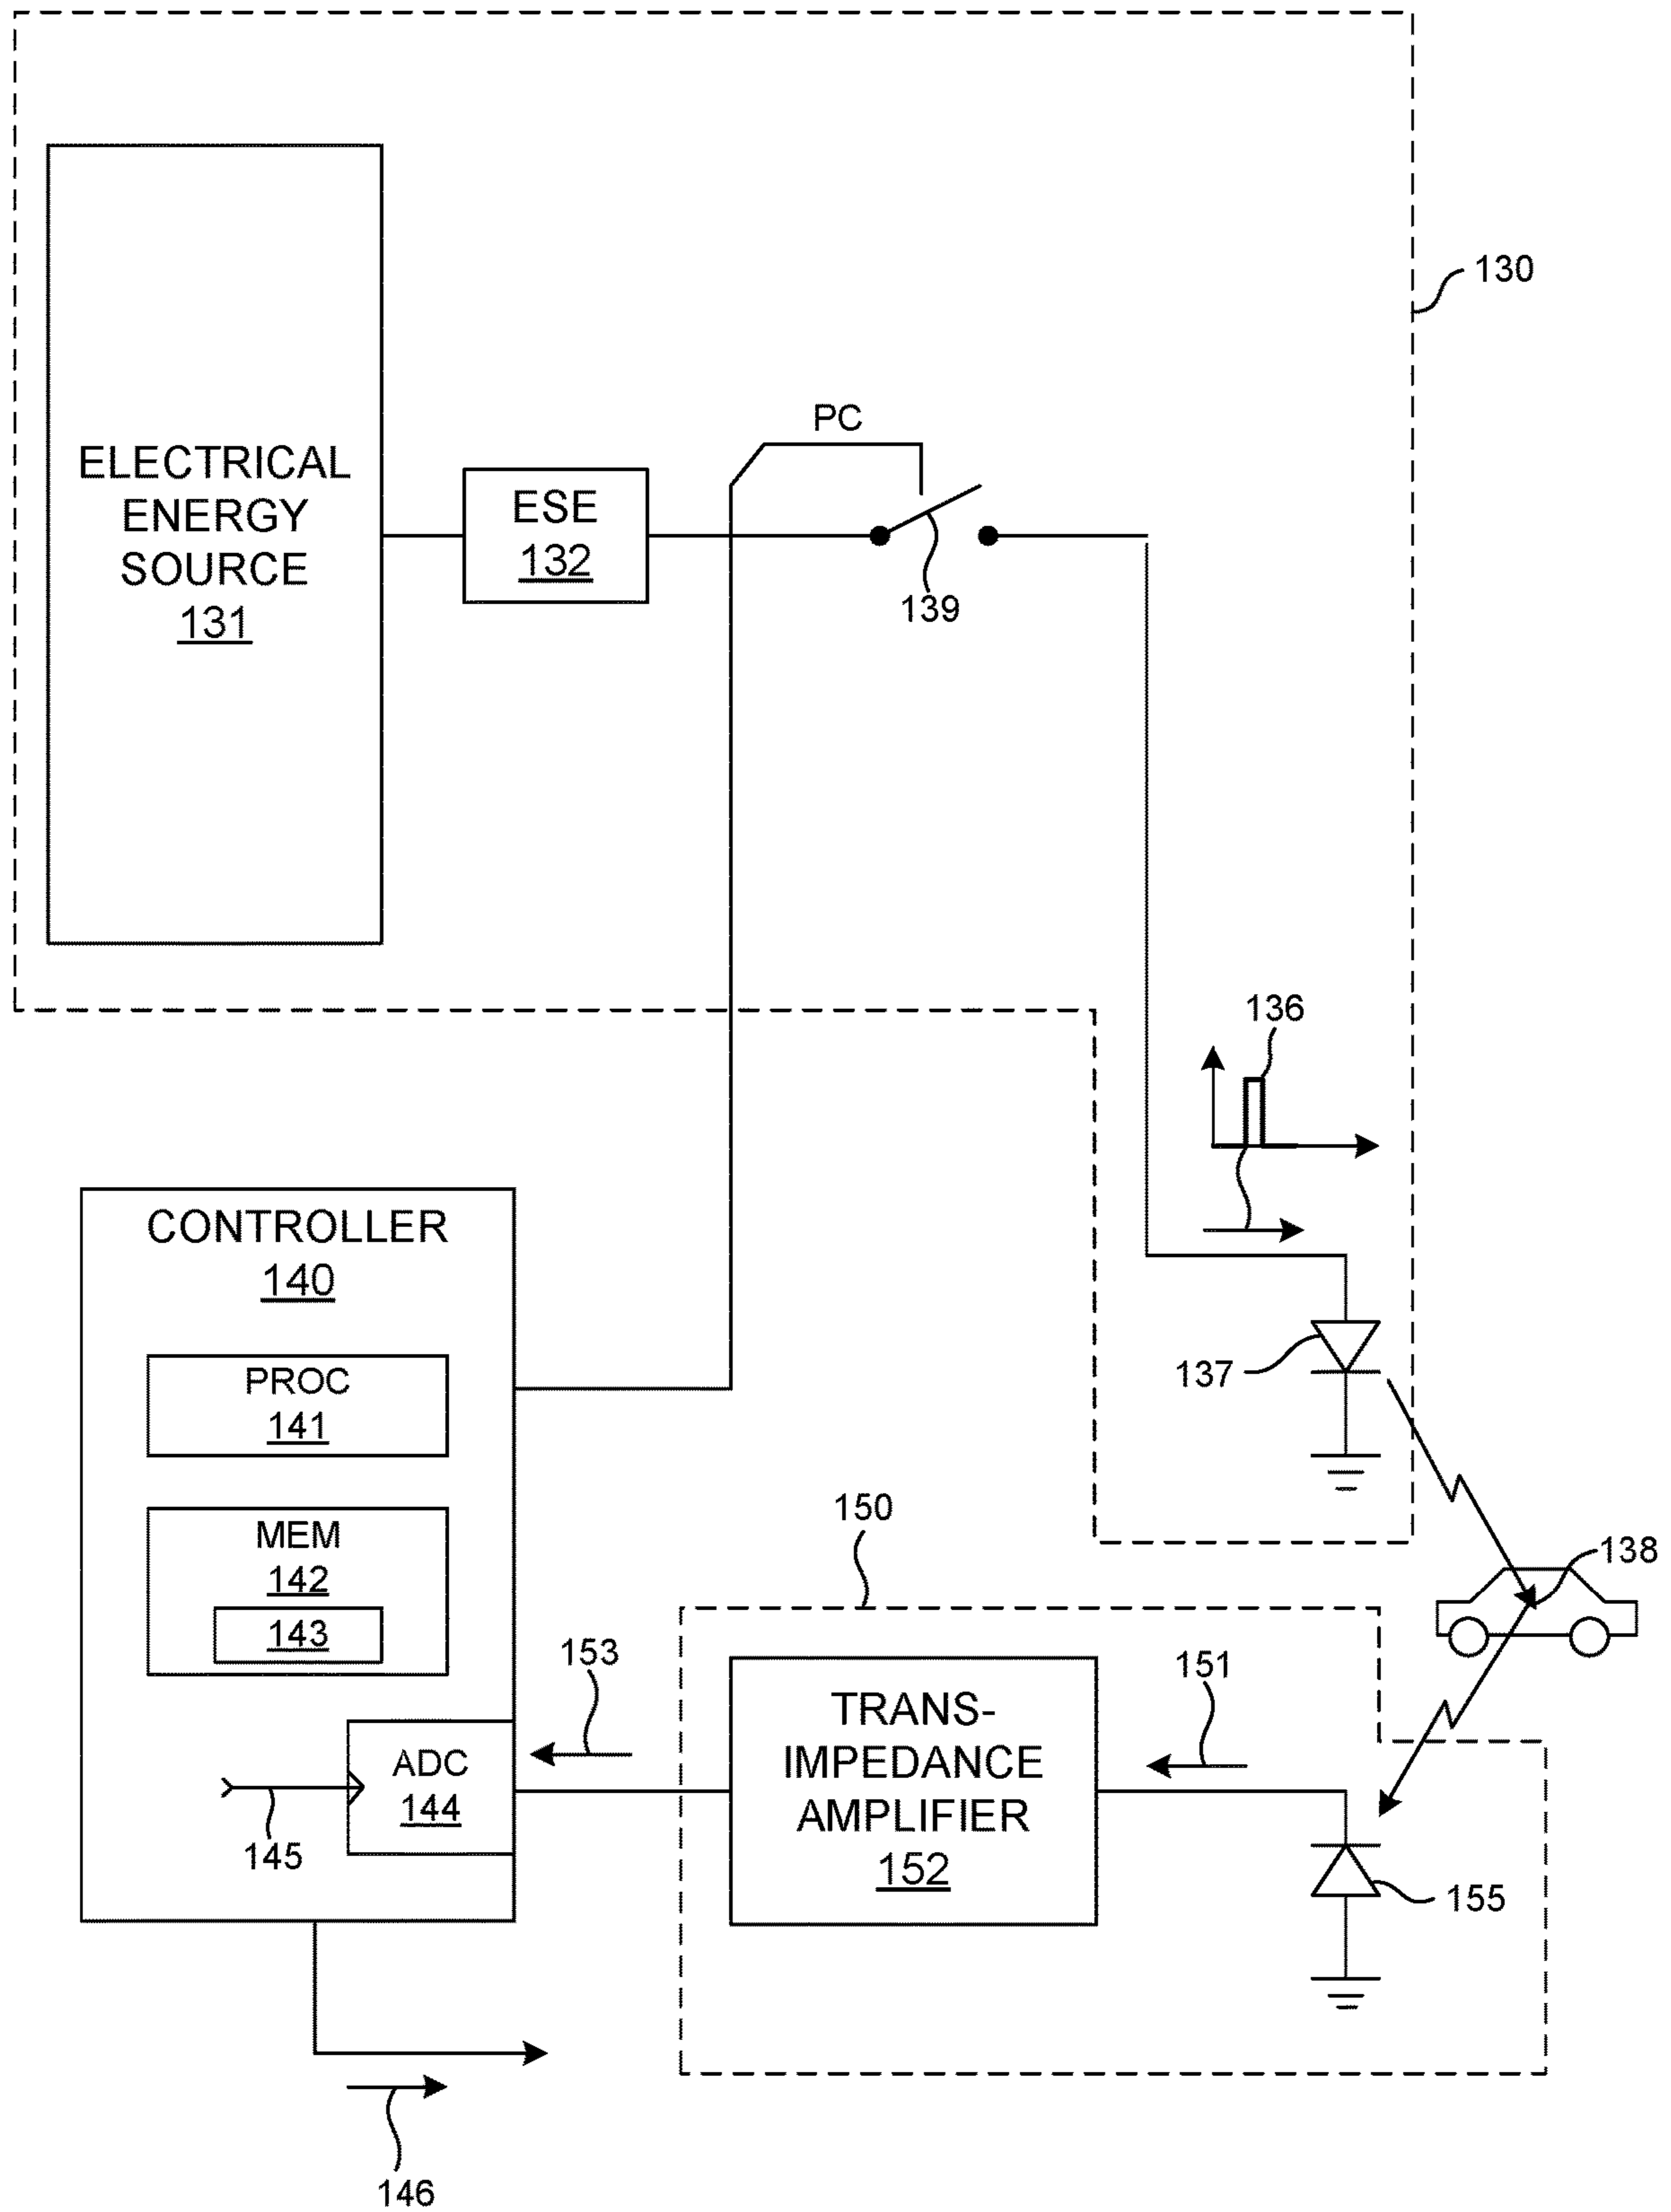 130
PC
ELECTRICAL
ENERGY
SOURCE
131
ESE
132
139
136
CONTROLLER
140
137
PROC
141
150
MEM
142
143
138
153
151
TRANS-
IMPEDANCE
AMPLIFIER
152
ADC
144
145
155
146